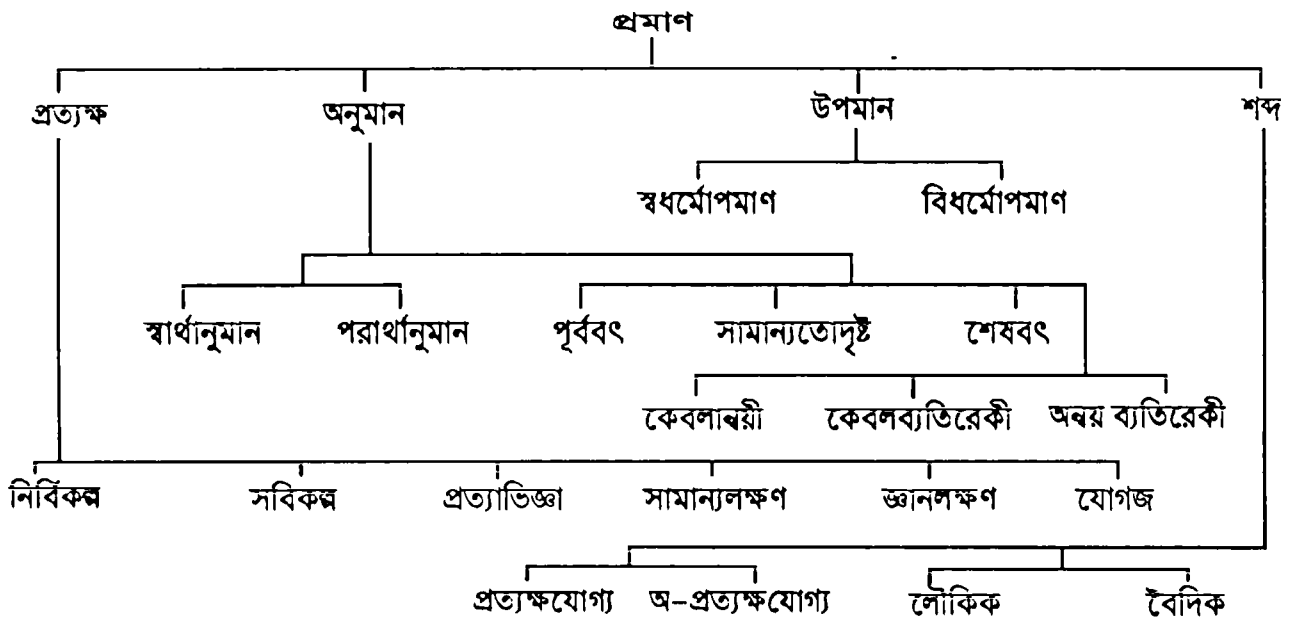 প্রমাণ
প্রত্যক্ষ অনুমান উপমান শব্দ
স্বধর্মোপমাণ বিধর্মোপমাণ
স্বার্থানুমান পরার্থানুমান পূর্ববৎ সামান্যতোদৃষ্ট শেষবৎ
কেবলান্বয়ী কেবলব্যতিরেকী অন্বয় ব্যতিরেকী
নির্বিকল্প সবিকল্প প্রত্যাভিজ্ঞা সামান্যলক্ষণ জ্ঞানলক্ষণ যোগজ
প্রত্যক্ষযোগ্য অ-প্রত্যক্ষযোগ্য লৌকিক বৈদিক